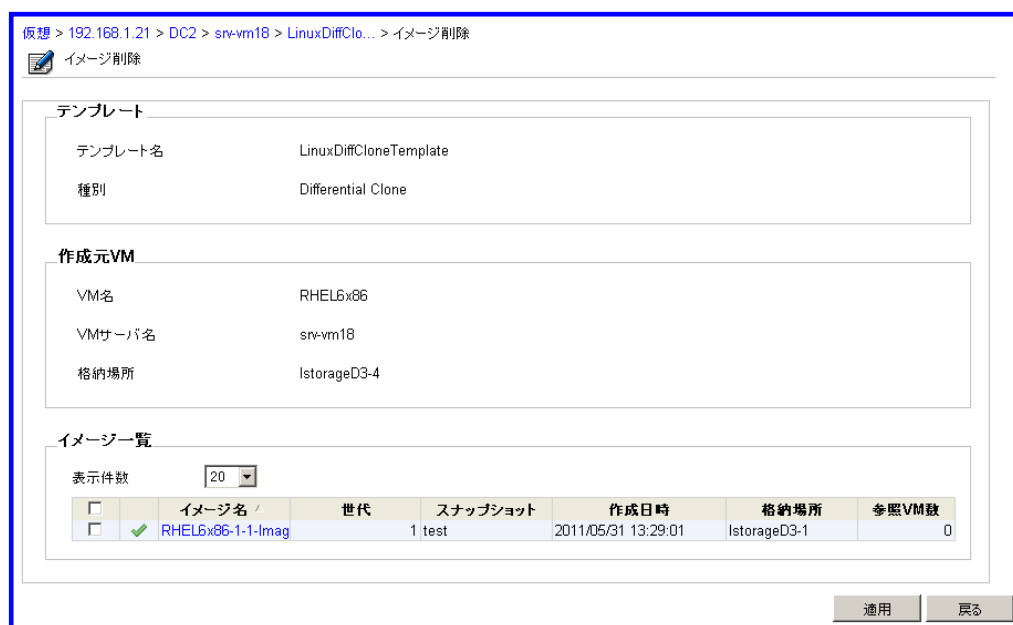 仮想 > 192.168.1.21 > DC2 > srv-vm18 > LinuxDiffClo... > イメージ削除
イメージ削除
テンプレート
テンプレート名 LinuxDiffCloneTemplate
種別 Differential Clone
作成元VM
VM名 RHEL6x86
VMサーバ名 srv-vm18
格納場所 IstorageD3-4
イメージ一覧
表示件数 20
イメージ名 世代 スナップショット 作成日時 格納場所 参照VM数
RHEL6x86-1-1-Imag 1 test 2011/05/31 13:29:01 IstorageD3-1 0
適用 戻る